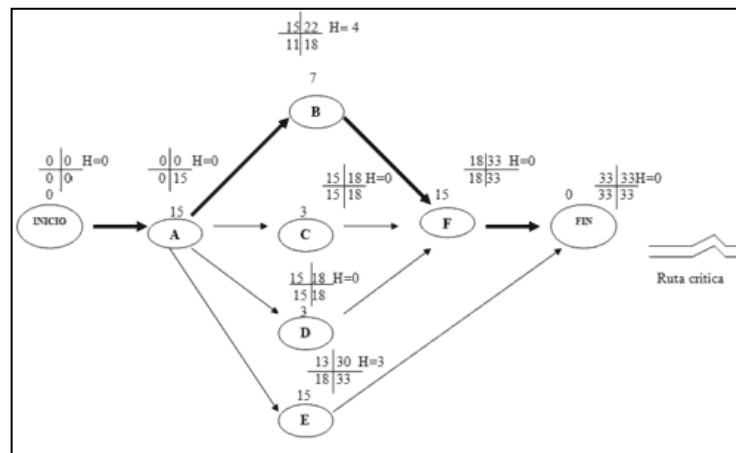 15 22 H= 4
11 18
7
B
0 0 H=0
0 0
0
INICIO
0 0 H=0
0 15
15
A
15 18 H=0
15 18
3
C
18 33 H=0
18 33
15
F
33 33 H=0
33 33
0
FIN
Ruta critica
15 18 H=0
15 18
3
D
13 30 H=3
18 33
15
E